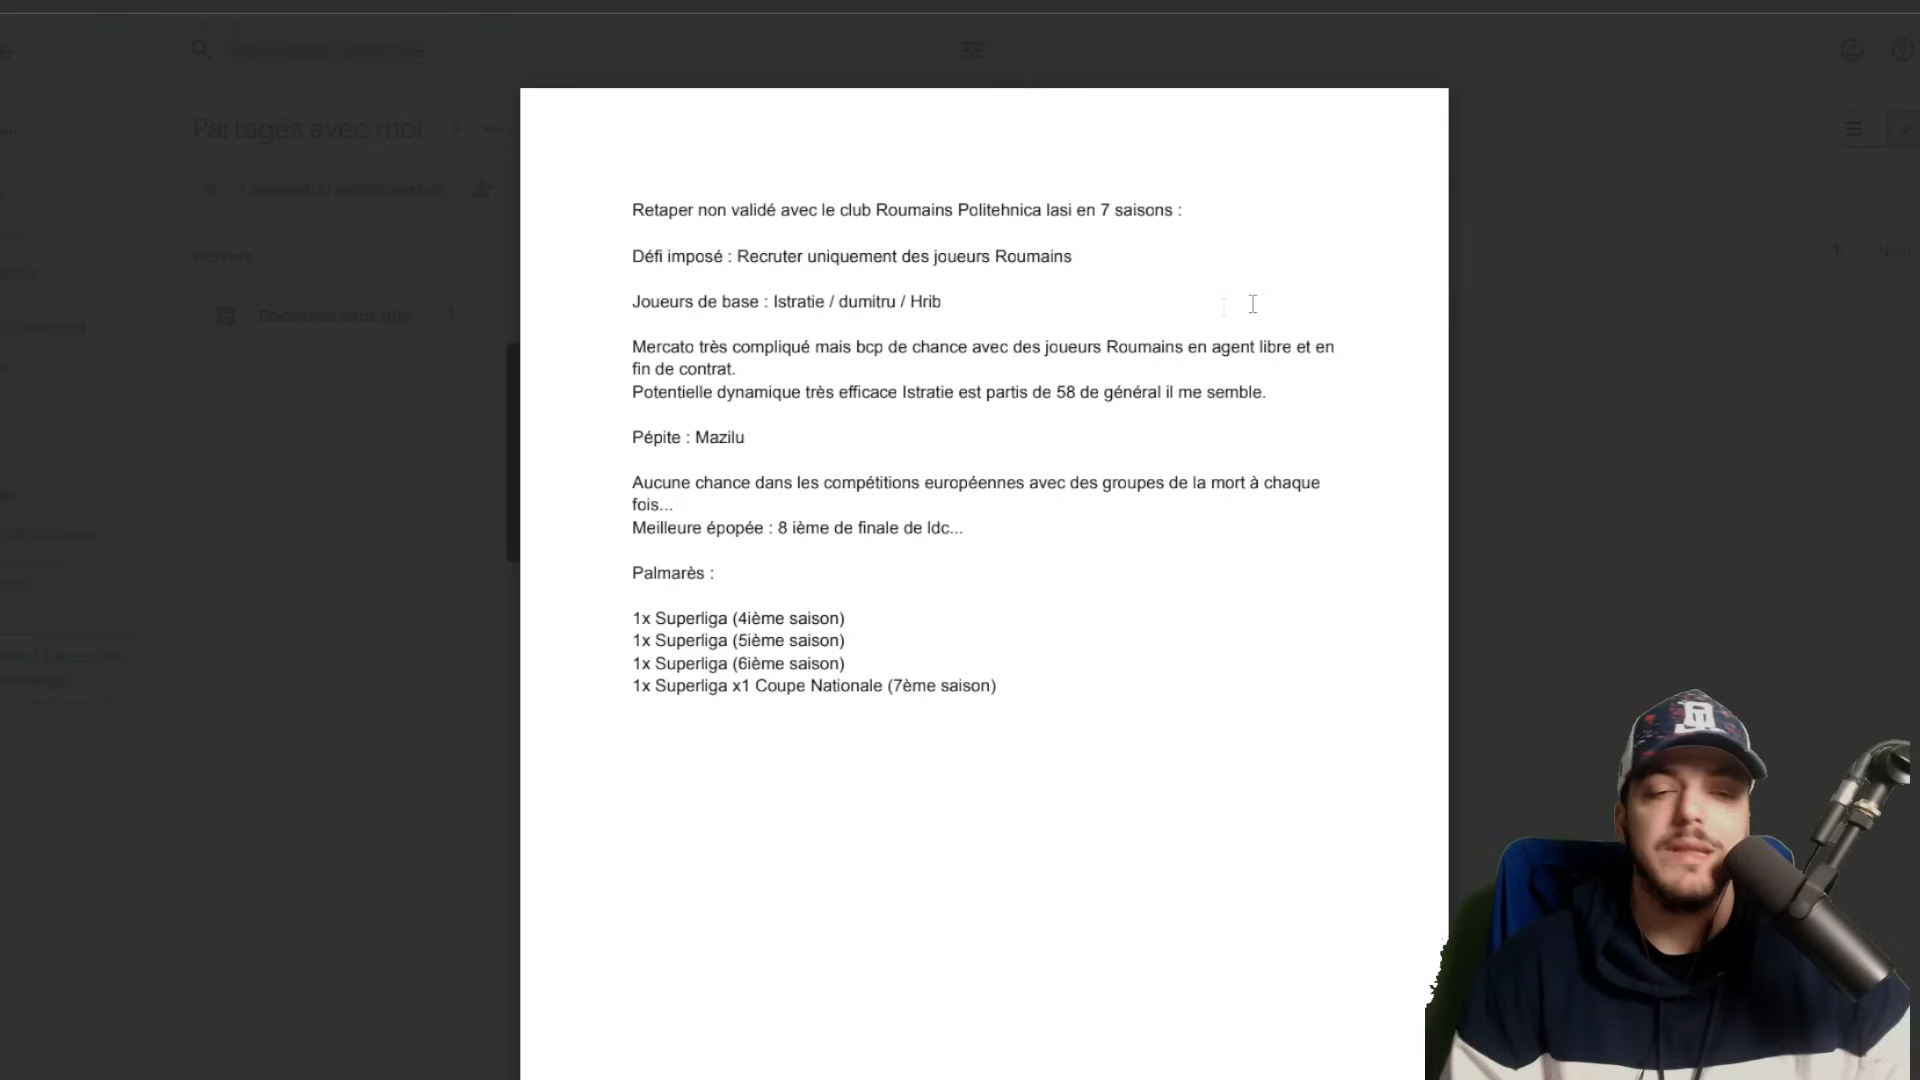 Partagés avec moi
Fichiers
Document sans titre
Nom
Retaper non validé avec le club Roumains Politehnica Iasi en 7 saisons :
Défi imposé : Recruter uniquement des joueurs Roumains
Joueurs de base : Istratie / dumitru / Hrib
Mercato très compliqué mais bcp de chance avec des joueurs Roumains en agent libre et en
fin de contrat.
Potentielle dynamique très efficace Istratie est partis de 58 de général il me semble.
Pépite : Mazilu
Aucune chance dans les compétitions européennes avec des groupes de la mort à chaque
fois...
Meilleure épopée : 8 ième de finale de ldc...
Palmarès :
1x Superliga (4ième saison)
1x Superliga (5ième saison)
1x Superliga (6ième saison)
1x Superliga x1 Coupe Nationale (7ème saison)